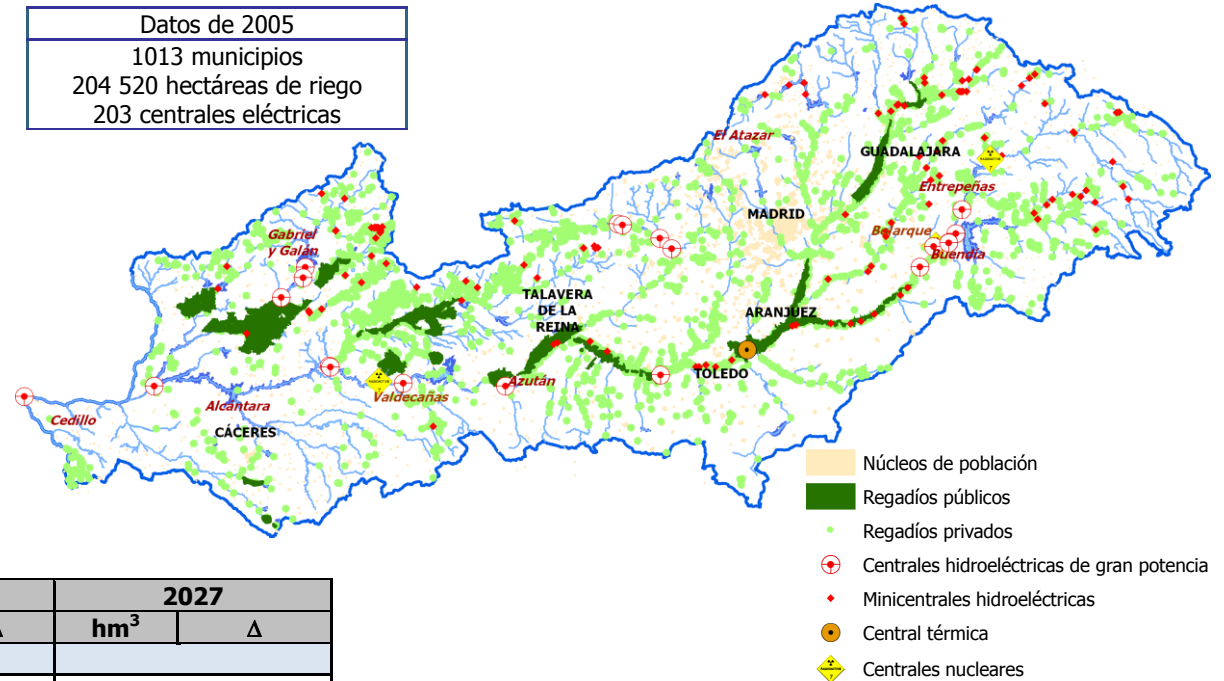 Datos de 2005
1013 municipios
204 520 hectáreas de riego
203 centrales eléctricas
El Atazar
GUADALAJARA
Entrepeñas
MADRID
Bolarque
Buendía
Gabriel
y Galán
TALAVERA
DE LA
REINA
ARANJUEZ
TOLEDO
Azután
Valdecañas
Alcántara
Cedillo
CÁCERES
Núcleos de población
Regadíos públicos
Regadíos privados
Centrales hidroeléctricas de gran potencia
Minicentrales hidroeléctricas
Central térmica
Centrales nucleares
2027
hm³ Δ